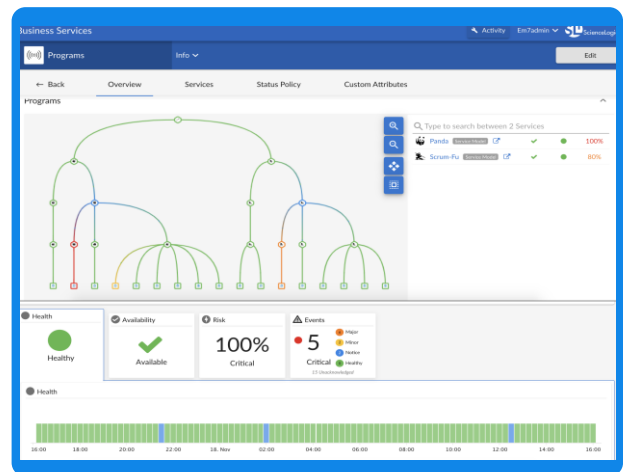 Business Services
Activity Em7admin ScienceLogic
Programs Info Edit
← Back Overview Services Status Policy Custom Attributes
Programs
Type to search between 2 Services
Panda Service Model 100%
Scrum-Fu Service Model 80%
Health
Healthy
Availability
Available
Risk
100%
Critical
Events
5
Critical
Major
Minor
Notice
Healthy
Health
16:00 18:00 20:00 22:00 18. Nov 02:00 04:00 06:00 08:00 10:00 12:00 14:00 16:00